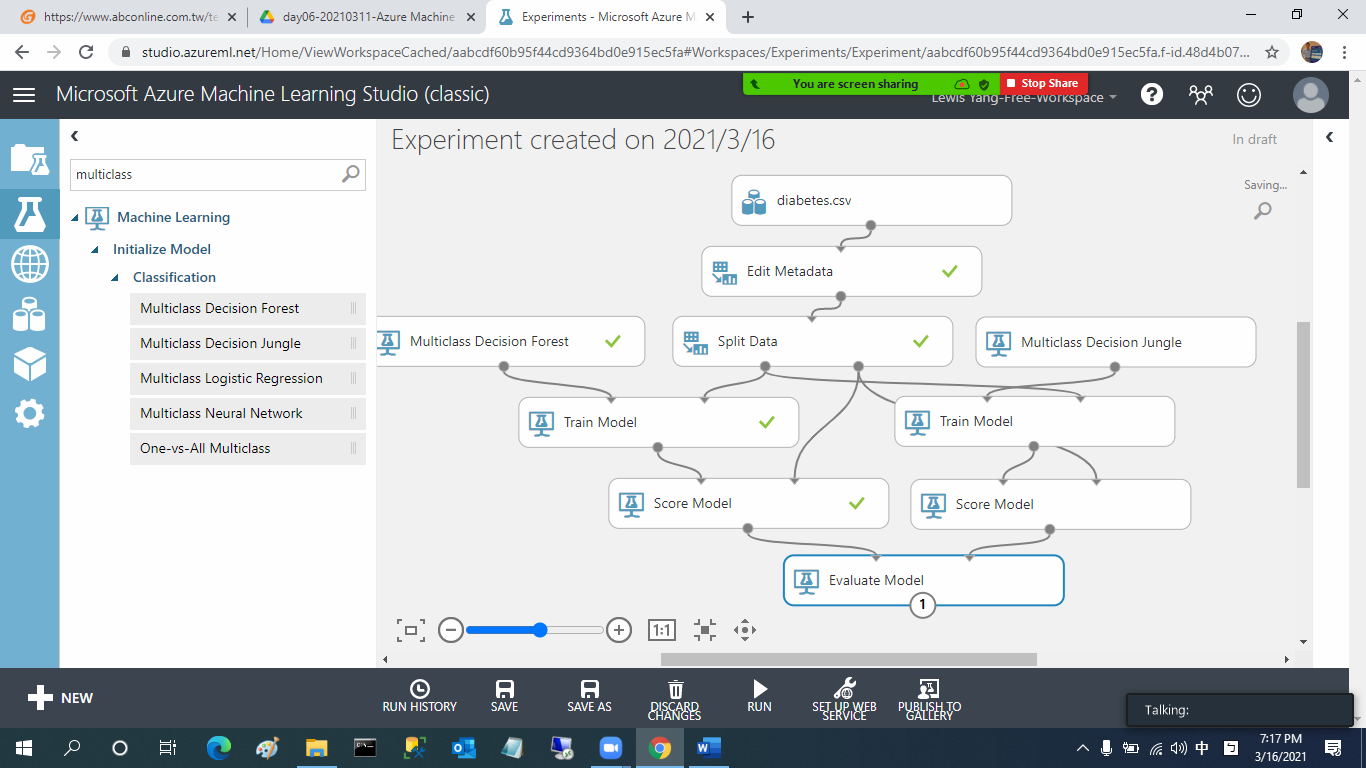 https://www.abconline.com.tw/te
day06-20210311-Azure Machine
Experiments - Microsoft Azure M
studio.azureml.net/Home/ViewWorkspaceCached/aabcdf60b95f44cd9364bd0e915ec5fa#Workspaces/Experiments/Experiment/aabcdf60b95f44cd9364bd0e915ec5fa.f-id.48d4b07...
Microsoft Azure Machine Learning Studio (classic)
You are screen sharing
Stop Share
Lewis Yang-Free-Workspace
multiclass
Machine Learning
Initialize Model
Classification
Multiclass Decision Forest
Multiclass Decision Jungle
Multiclass Logistic Regression
Multiclass Neural Network
One-vs-All Multiclass
Experiment created on 2021/3/16
In draft
Saving...
diabetes.csv
Edit Metadata
Multiclass Decision Forest
Split Data
Multiclass Decision Jungle
Train Model
Train Model
Score Model
Score Model
Evaluate Model
1
1:1
NEW
RUN HISTORY
SAVE
SAVE AS
DISCARD CHANGES
RUN
SET UP WEB SERVICE
PUBLISH TO GALLERY
Talking:
中
7:17 PM
3/16/2021